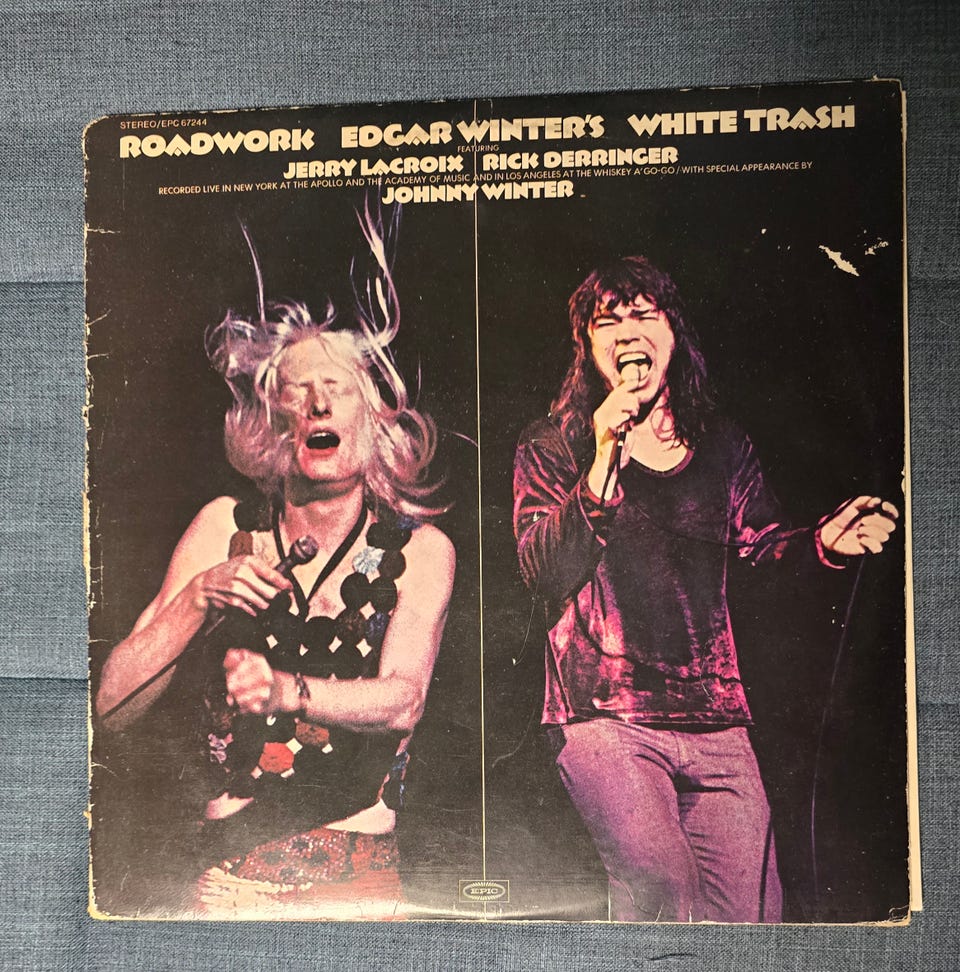 STEREO/EPC 67244
ROADWORK EDGAR WINTER'S WHITE TRASH
FEATURING
JERRY LACROIX RICK DERRINGER
RECORDED LIVE IN NEW YORK AT THE APOLLO AND THE ACADEMY OF MUSIC AND IN LOS ANGELES AT THE WHISKEY A' GO-GO / WITH SPECIAL APPEARANCE BY
JOHNNY WINTER
EPIC